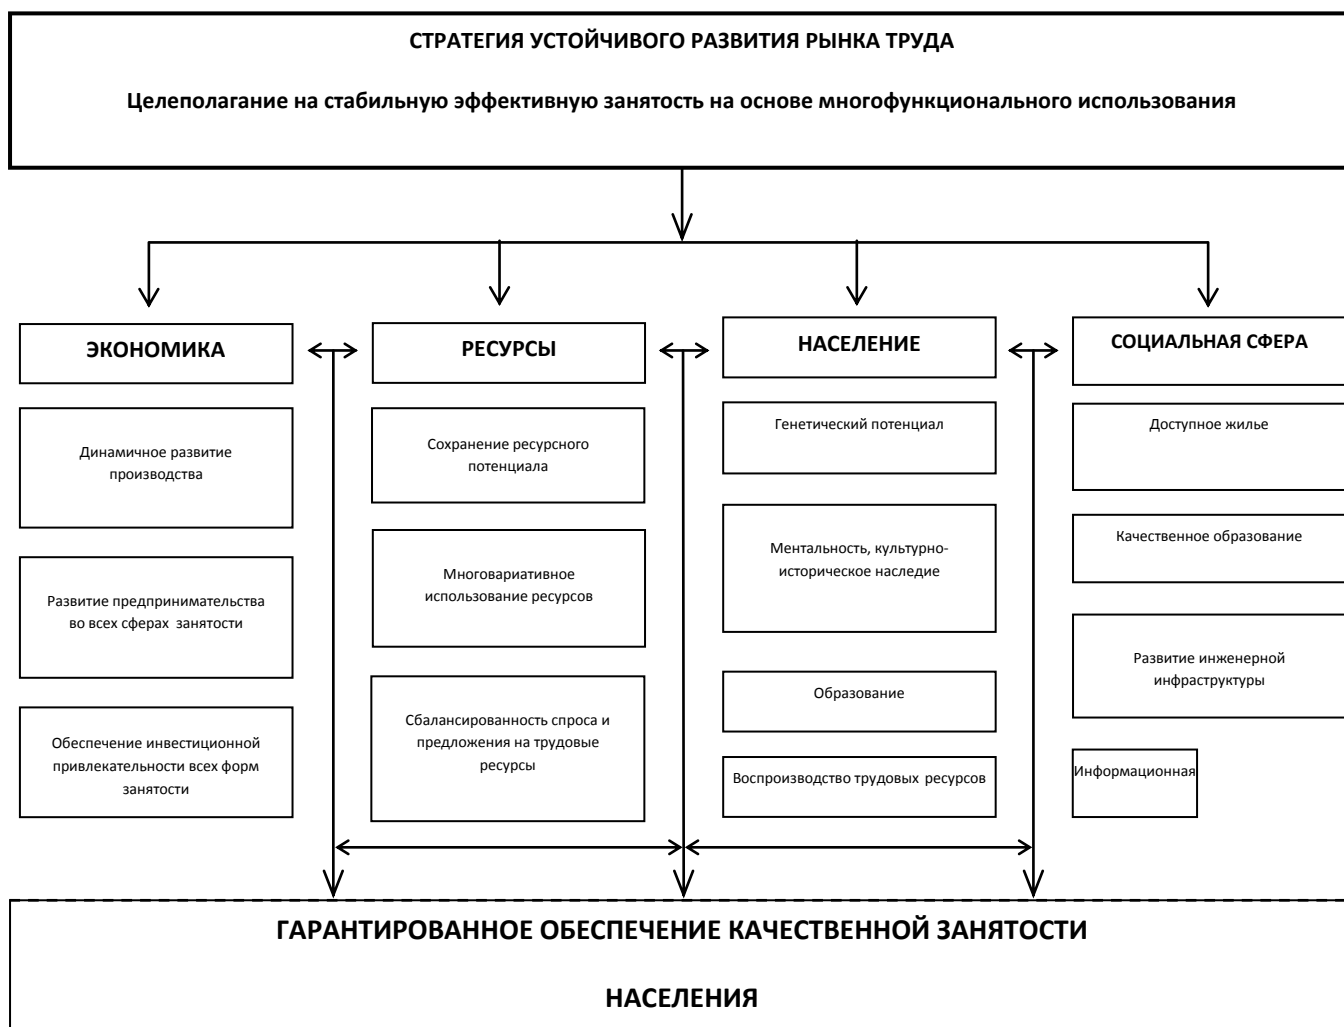 СТРАТЕГИЯ УСТОЙЧИВОГО РАЗВИТИЯ РЫНКА ТРУДА
Целеполагание на стабильную эффективную занятость на основе многофункционального использования
ЭКОНОМИКА
Динамичное развитие
производства
Развитие предпринимательства
во всех сферах занятости
Обеспечение инвестиционной
привлекательности всех форм
занятости
РЕСУРСЫ
Сохранение ресурсного
потенциала
Многовариативное
использование ресурсов
Сбалансированность спроса и
предложения на трудовые
ресурсы
НАСЕЛЕНИЕ
Генетический потенциал
Ментальность, культурно-
историческое наследие
Образование
Воспроизводство трудовых ресурсов
СОЦИАЛЬНАЯ СФЕРА
Доступное жилье
Качественное образование
Развитие инженерной
инфраструктуры
Информационная
ГАРАНТИРОВАННОЕ ОБЕСПЕЧЕНИЕ КАЧЕСТВЕННОЙ ЗАНЯТОСТИ
НАСЕЛЕНИЯ